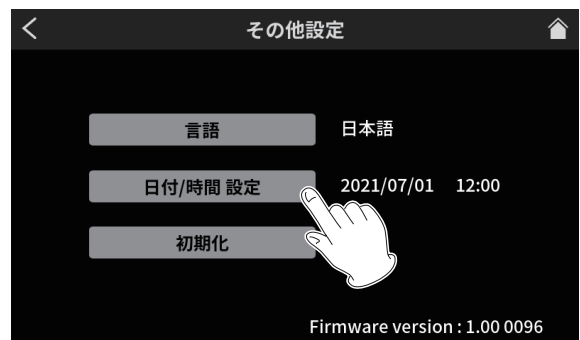 その他設定
言語 日本語
日付/時間 設定 2021/07/01 12:00
初期化
Firmware version : 1.00 0096